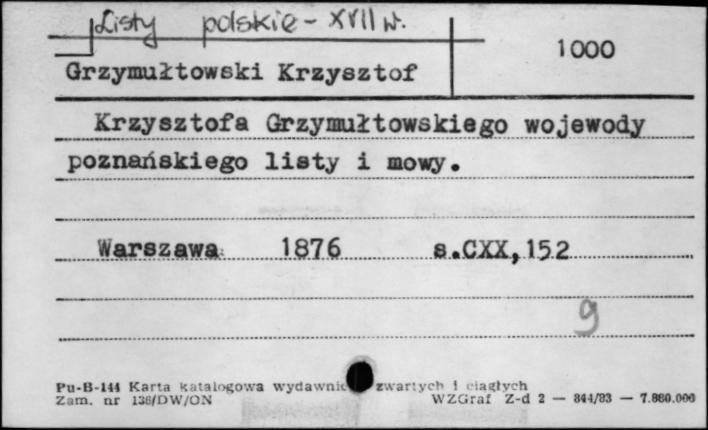 Listy polskie - XVII w.
1000
Grzymułtowski Krzysztof
Krzysztofa Grzymułtowskiego wojewody
poznańskiego listy i mowy.
Warszawa 1876 s.CXX,152
9
Pu-B-144 Karta katalogowa wydawnic zwartych i ciągłych
Zam. nr 136/DW/ON WZGraf Z-d 2 — 844/83 — 7.880.000